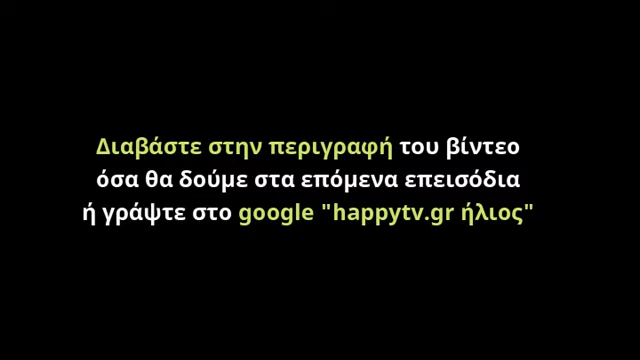 Διαβάστε στην περιγραφή του βίντεο
όσα θα δούμε στα επόμενα επεισόδια
ή γράψτε στο google "happytv.gr ήλιος"